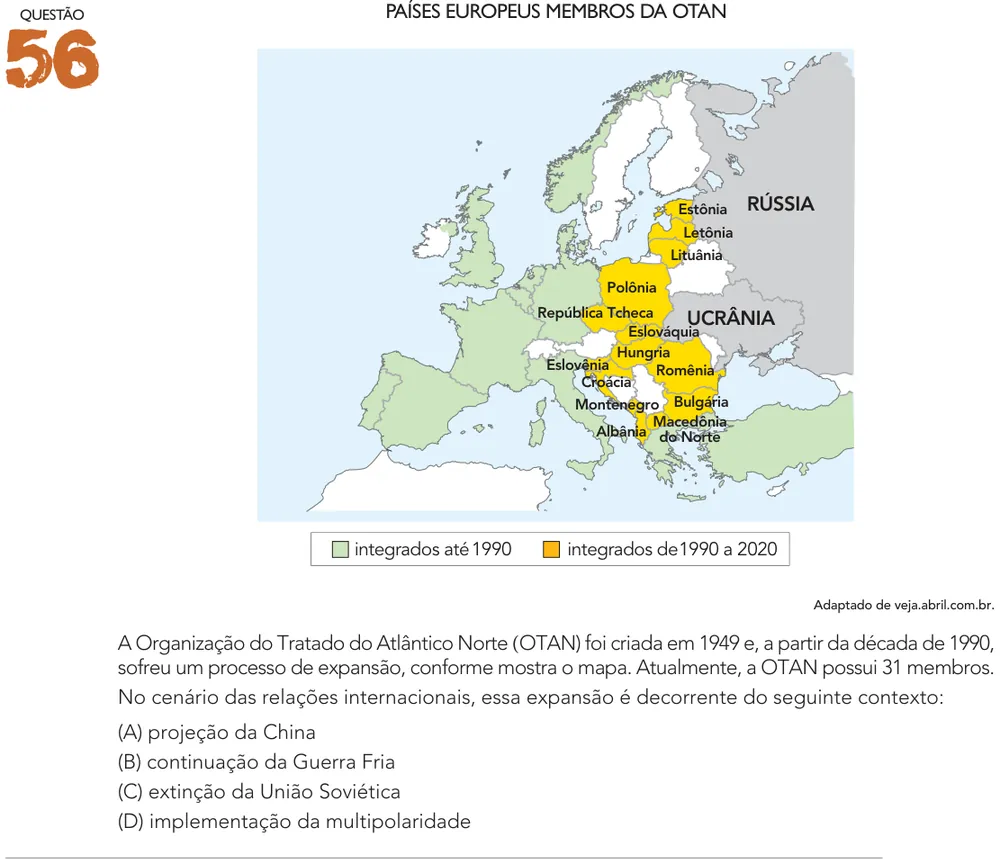 QUESTÃO
56
PAÍSES EUROPEUS MEMBROS DA OTAN
Estônia
RÚSSIA
Letônia
Lituânia
Polônia
República Tcheca
UCRÂNIA
Eslováquia
Hungria
Eslovênia
Romênia
Croácia
Montenegro
Bulgária
Macedônia
Albânia
do Norte
integrados até 1990
integrados de1990 a 2020
Adaptado de veja.abril.com.br.
A Organização do Tratado do Atlântico Norte (OTAN) foi criada em 1949 e, a partir da década de 1990,
sofreu um processo de expansão, conforme mostra o mapa. Atualmente, a OTAN possui 31 membros.
No cenário das relações internacionais, essa expansão é decorrente do seguinte contexto:
(A) projeção da China
(B) continuação da Guerra Fria
(C) extinção da União Soviética
(D) implementação da multipolaridade